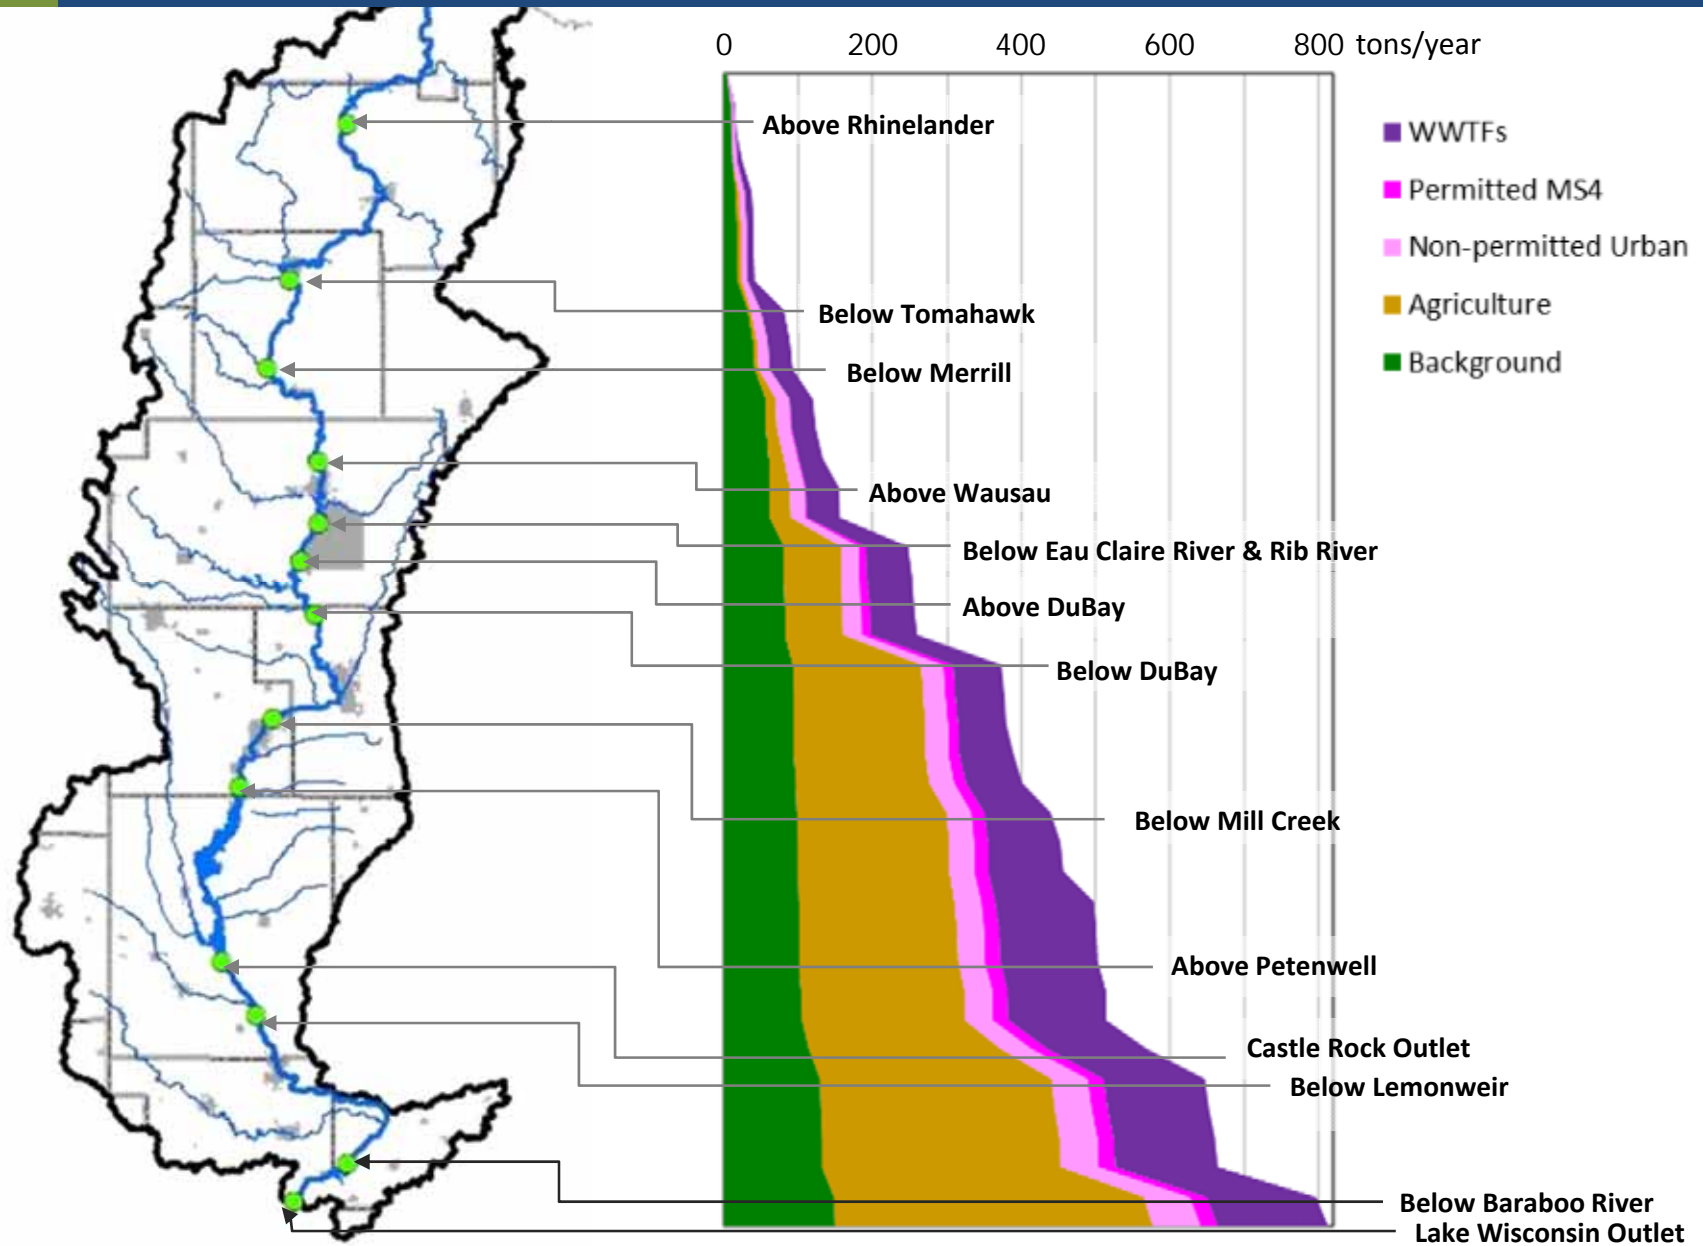 0 200 400 600 800 tons/year
Above Rhinelander
WWTFs
Permitted MS4
Non-permitted Urban
Agriculture
Background
Below Tomahawk
Below Merrill
Above Wausau
Below Eau Claire River & Rib River
Above DuBay
Below DuBay
Below Mill Creek
Above Petenwell
Castle Rock Outlet
Below Lemonweir
Below Baraboo River
Lake Wisconsin Outlet